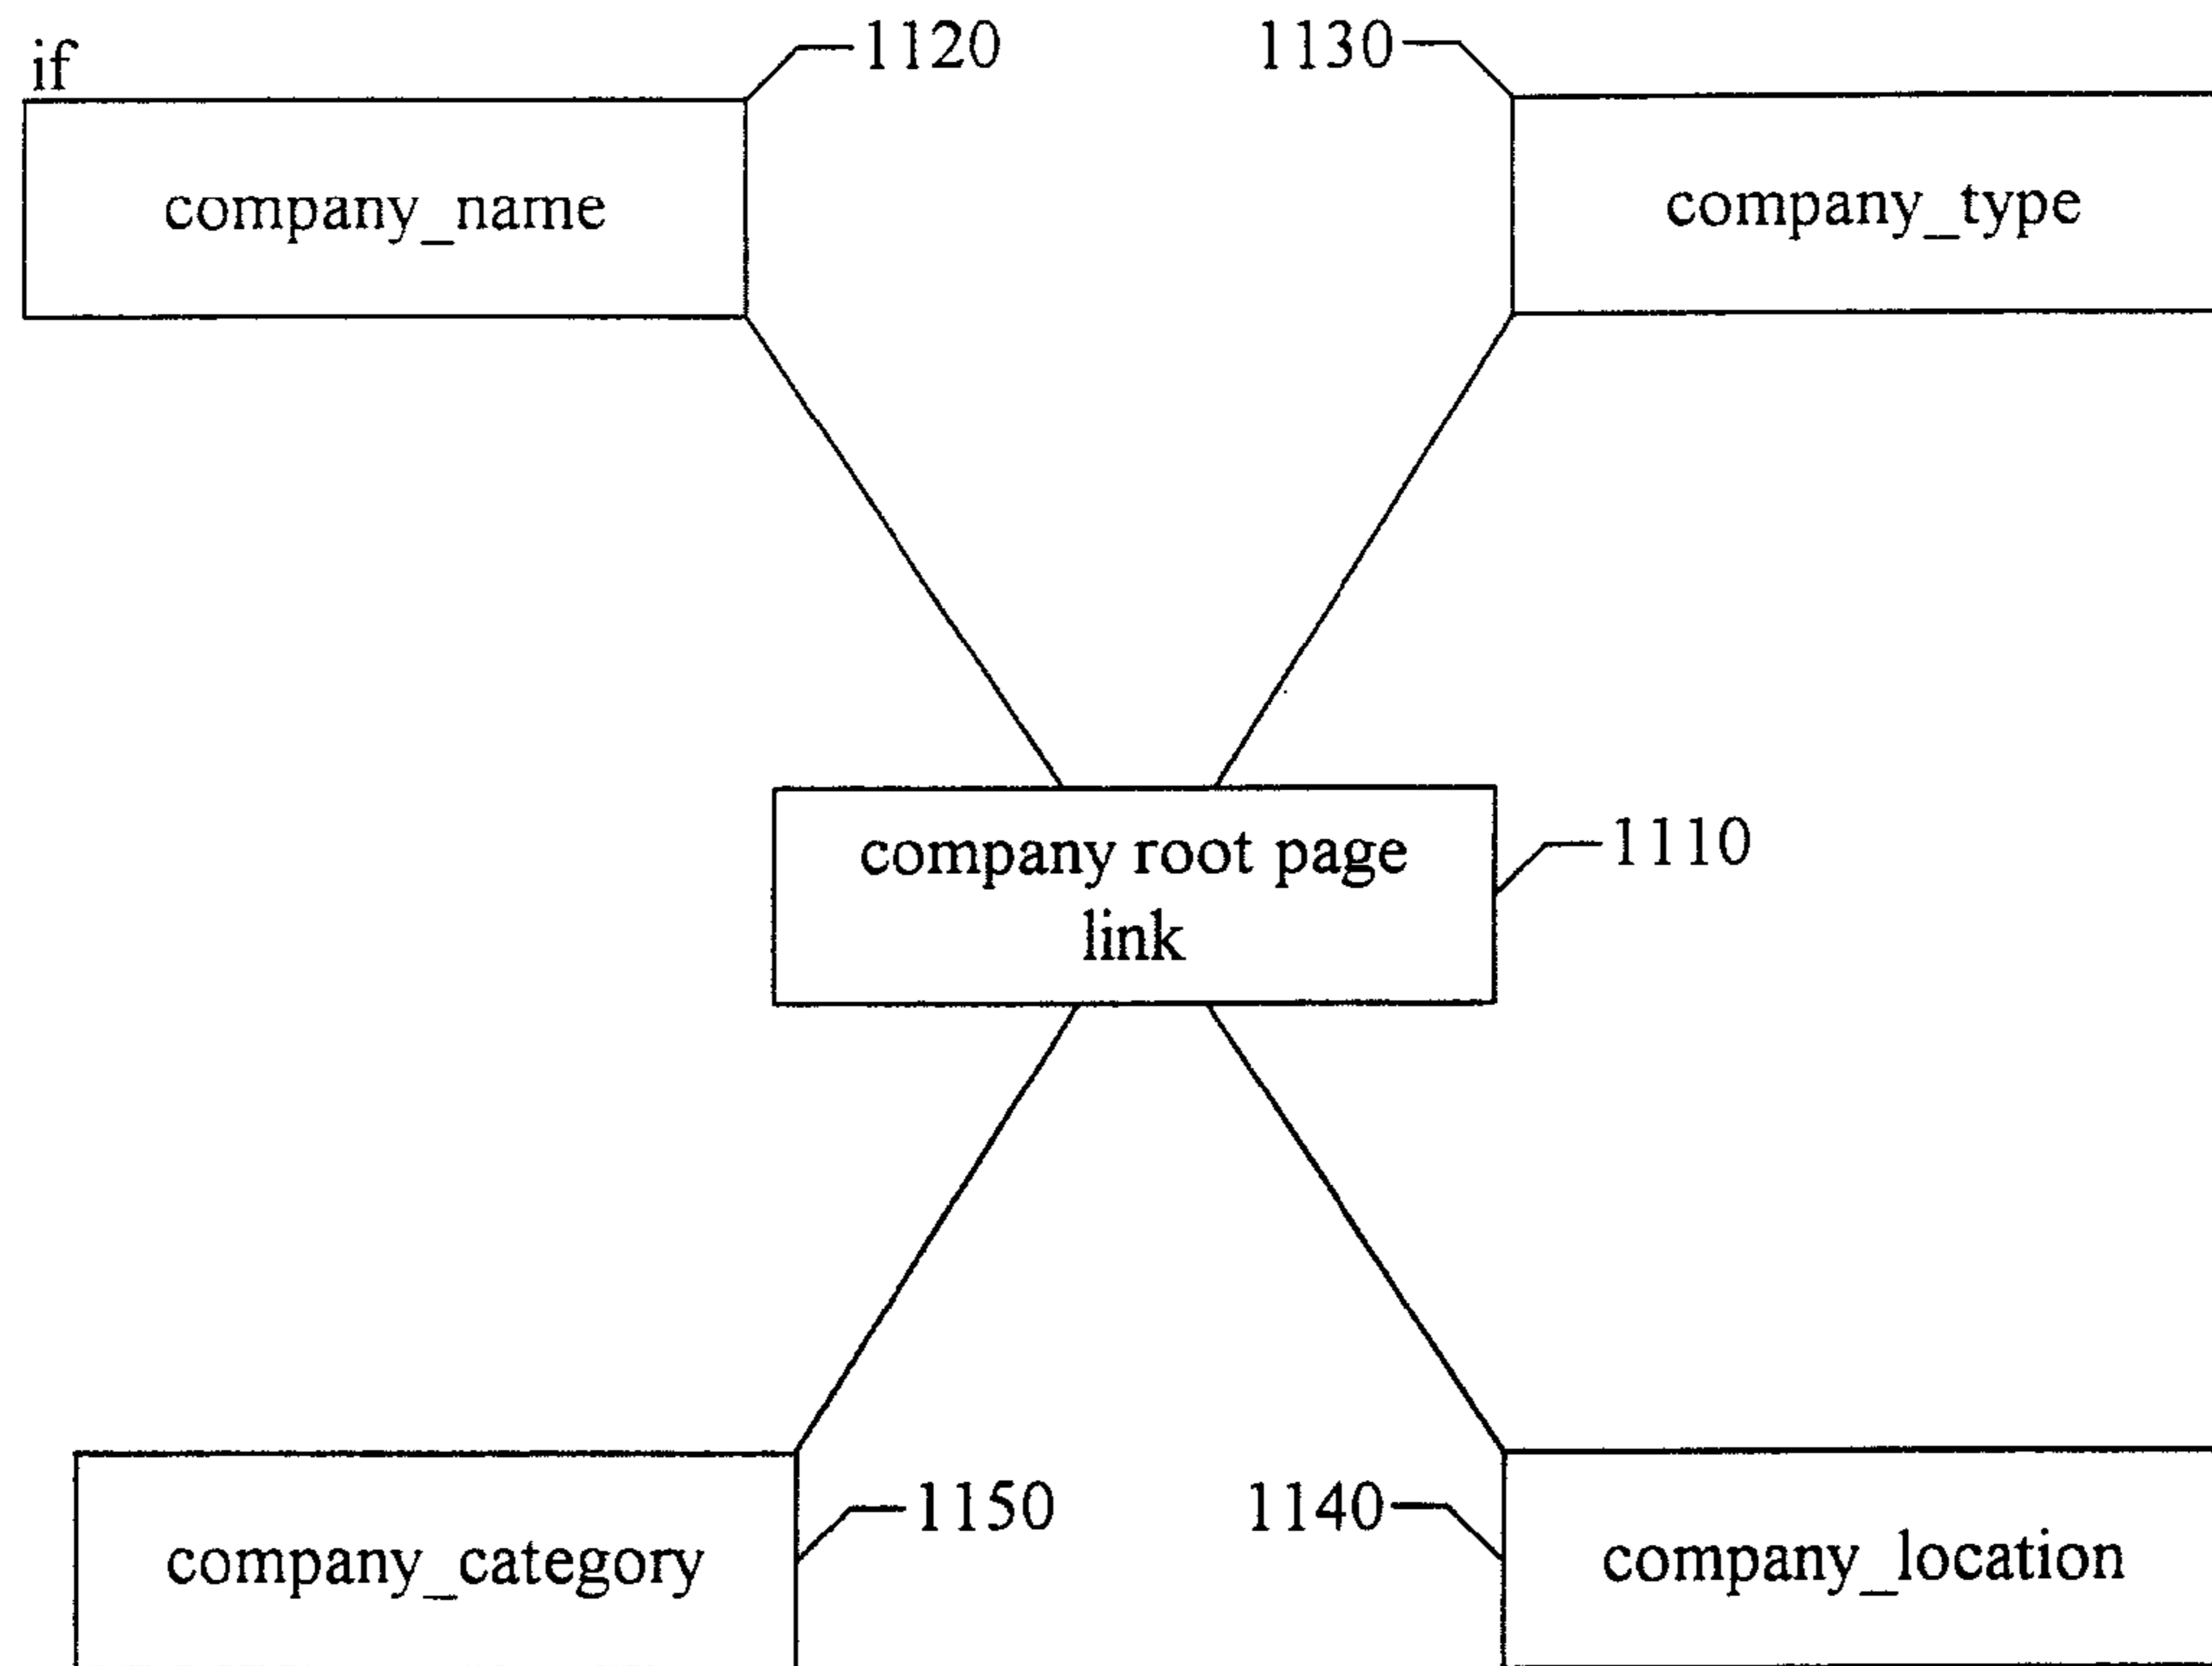 if
1120
1130
company_name
company_type
company root page
link
1110
1150
1140
company_category
company_location